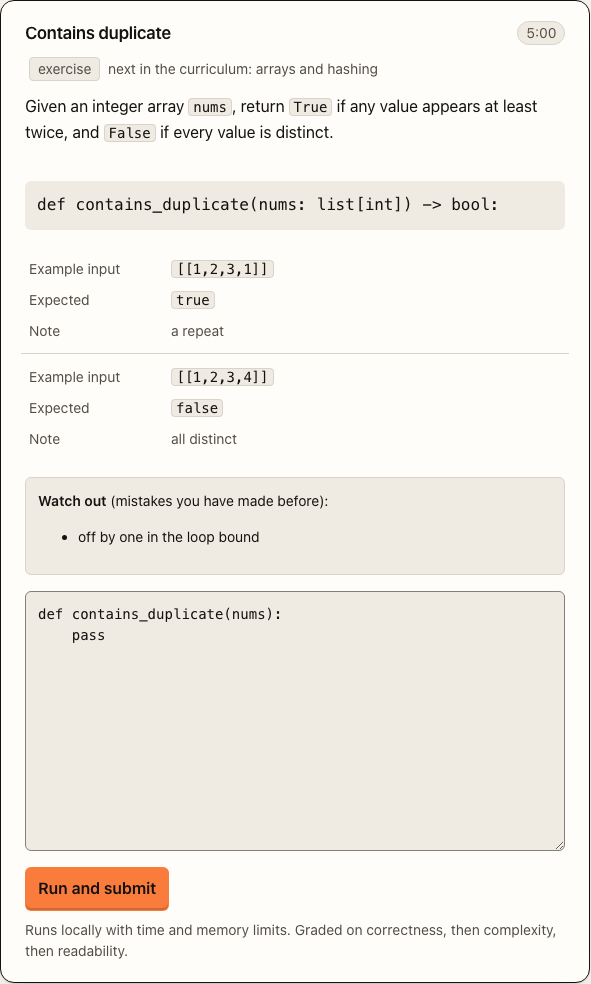 Contains duplicate
5:00
exercise next in the curriculum: arrays and hashing
Given an integer array nums, return True if any value appears at least
twice, and False if every value is distinct.
def contains_duplicate(nums: list[int]) -> bool:
Example input [[1,2,3,1]]
Expected true
Note a repeat
Example input [[1,2,3,4]]
Expected false
Note all distinct
Watch out (mistakes you have made before):
• off by one in the loop bound
def contains_duplicate(nums):
    pass
Run and submit
Runs locally with time and memory limits. Graded on correctness, then complexity,
then readability.